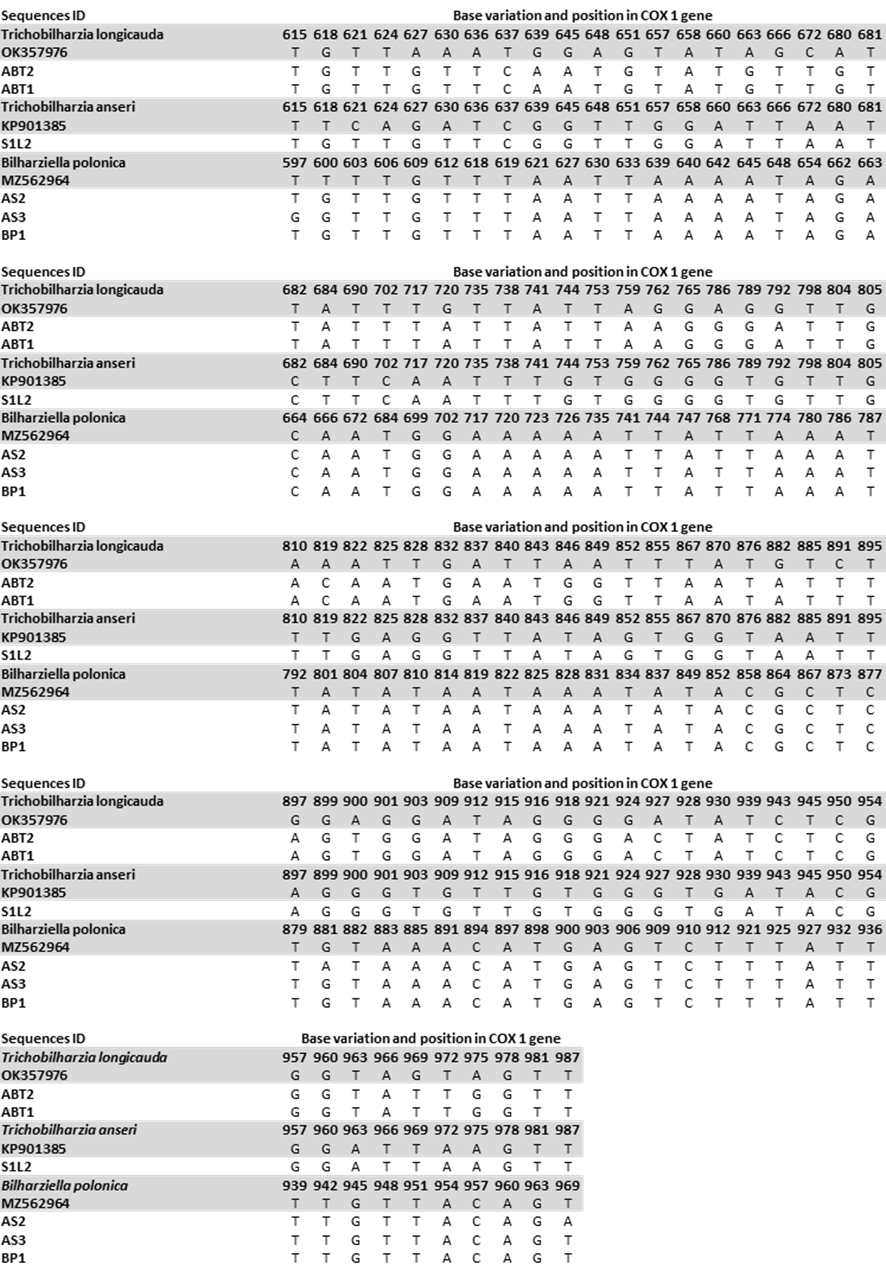 Sequences ID Base variation and position in COX 1 gene
Trichobilharzia longicauda 615 618 621 624 627 630 636 637 639 645 648 651 657 658 660 663 666 672 680 681
OK357976 T G T T A A A T G G A G T A T A G C A T
ABT2 T G T T G T T C A A T G T A T G T T G T
ABT1 T G T T G T T C A A T G T A T G T T G T
Trichobilharzia anseri 615 618 621 624 627 630 636 637 639 645 648 651 657 658 660 663 666 672 680 681
KP901385 T T C A G A T C G G T T G G A T T A A T
S1L2 T G T T G T T C G G T T G G A T T A A T
Bilharziella polonica 597 600 603 606 609 612 618 619 621 627 630 633 639 640 642 645 648 654 662 663
MZ562964 T T T T G T T T A A T T A A A A T A G A
AS2 T G T T G T T T A A T T A A A A T A G A
AS3 G G T T G T T T A A T T A A A A T A G A
BP1 T G T T G T T T A A T T A A A A T A G A
Sequences ID Base variation and position in COX 1 gene
Trichobilharzia longicauda 682 684 690 702 717 720 735 738 741 744 753 759 762 765 786 789 792 798 804 805
OK357976 T A T T T G T T A T T A G G A G G T T G
ABT2 T A T T T A T T A T T A A G G G A T T G
ABT1 T A T T T A T T A T T A A G G G A T T G
Trichobilharzia anseri 682 684 690 702 717 720 735 738 741 744 753 759 762 765 786 789 792 798 804 805
KP901385 C T T C A A T T T G T G G G G T G T T G
S1L2 C T T C A A T T T G T G G G G T G T T G
Bilharziella polonica 664 666 672 684 699 702 717 720 723 726 735 741 744 747 768 771 774 780 786 787
MZ562964 C A A T G G A A A A A T T A T T A A A T
AS2 C A A T G G A A A A A T T A T T A A A T
AS3 C A A T G G A A A A A T T A T T A A A T
BP1 C A A T G G A A A A A T T A T T A A A T
Sequences ID Base variation and position in COX 1 gene
Trichobilharzia longicauda 810 819 822 825 828 832 837 840 843 846 849 852 855 867 870 876 882 885 891 895
OK357976 A A A T T G A T T A A T T T A T G T C T
ABT2 A C A A T G A A T G G T T A A T A T T T
ABT1 A C A A T G A A T G G T T A A T A T T T
Trichobilharzia anseri 810 819 822 825 828 832 837 840 843 846 849 852 855 867 870 876 882 885 891 895
KP901385 T T G A G G T T A T A G T G G T A A T T
S1L2 T T G A G G T T A T A G T G G T A A T T
Bilharziella polonica 792 801 804 807 810 814 819 822 825 828 831 834 837 849 852 858 864 867 873 877
MZ562964 T A T A T A A T A A A T A T A C G C T C
AS2 T A T A T A A T A A A T A T A C G C T C
AS3 T A T A T A A T A A A T A T A C G C T C
BP1 T A T A T A A T A A A T A T A C G C T C
Sequences ID Base variation and position in COX 1 gene
Trichobilharzia longicauda 897 899 900 901 903 909 912 915 916 918 921 924 927 928 930 939 943 945 950 954
OK357976 G G A G G A T A G G G G A T A T C T C G
ABT2 A G T G G A T A G G G A C T A T C T C G
ABT1 A G T G G A T A G G G A C T A T C T C G
Trichobilharzia anseri 897 899 900 901 903 909 912 915 916 918 921 924 927 928 930 939 943 945 950 954
KP901385 A G G G T G T T G T G G G T G A T A C G
S1L2 A G G G T G T T G T G G G T G A T A C G
Bilharziella polonica 879 881 882 883 885 891 894 897 898 900 903 906 909 910 912 921 925 927 932 936
MZ562964 T G T A A A C A T G A G T C T T T A T T
AS2 T A T A A A C A T G A G T C T T T A T T
AS3 T G T A A A C A T G A G T C T T T A T T
BP1 T G T A A A C A T G A G T C T T T A T T
Sequences ID Base variation and position in COX 1 gene
Trichobilharzia longicauda 957 960 963 966 969 972 975 978 981 987
OK357976 G G T A G T A G T T
ABT2 G G T A T T G G T T
ABT1 G G T A T T G G T T
Trichobilharzia anseri 957 960 963 966 969 972 975 978 981 987
KP901385 G G A T T A A G T T
S1L2 G G A T T A A G T T
Bilharziella polonica 939 942 945 948 951 954 957 960 963 969
MZ562964 T T G T T A C A G T
AS2 T T G T T A C A G A
AS3 T T G T T A C A G T
BP1 T T G T T A C A G T